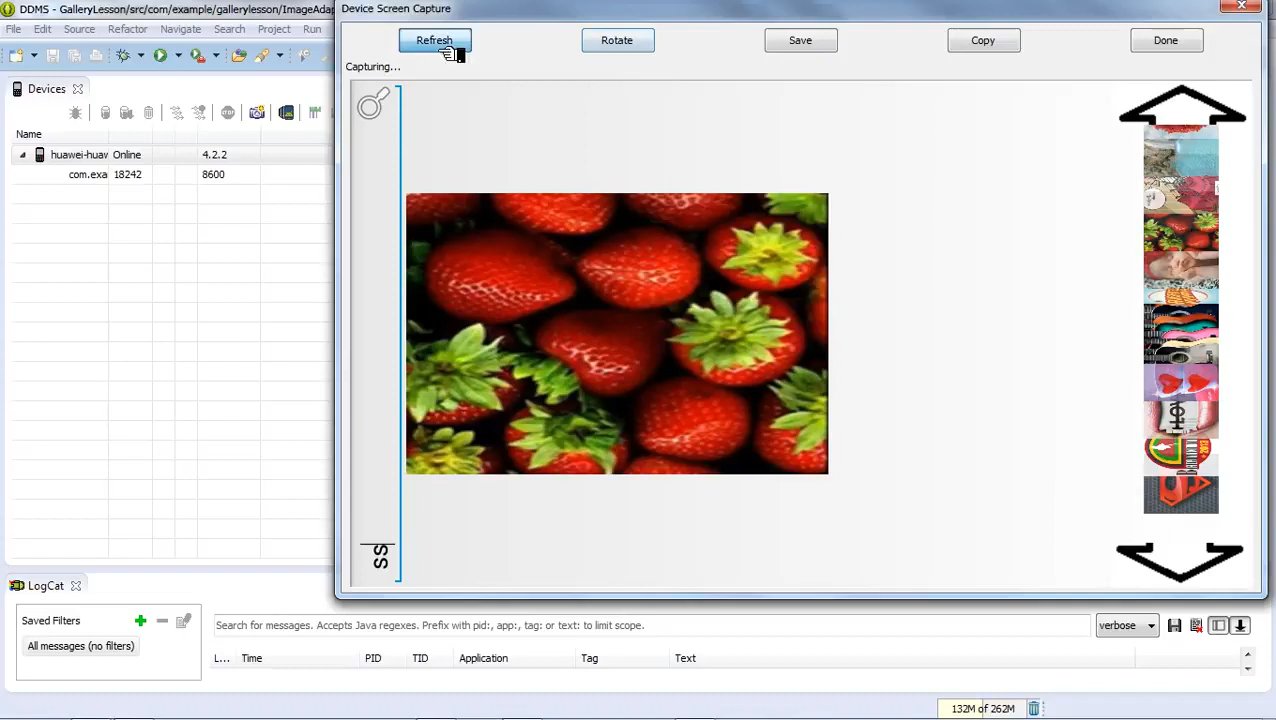 DDMS - GalleryLesson/src/com/example/gallerylesson/ImageAdap
Device Screen Capture
File Edit Source Refactor Navigate Search Project Run
Refresh Rotate Save Copy Done
Capturing...
Devices
Name
huawei-huaw Online 4.2.2
com.exa 18242 8600
ss
LogCat
Saved Filters
All messages (no filters)
Search for messages. Accepts Java regexes. Prefix with pid:, app:, tag: or text: to limit scope.
verbose
L... Time PID TID Application Tag Text
132M of 262M